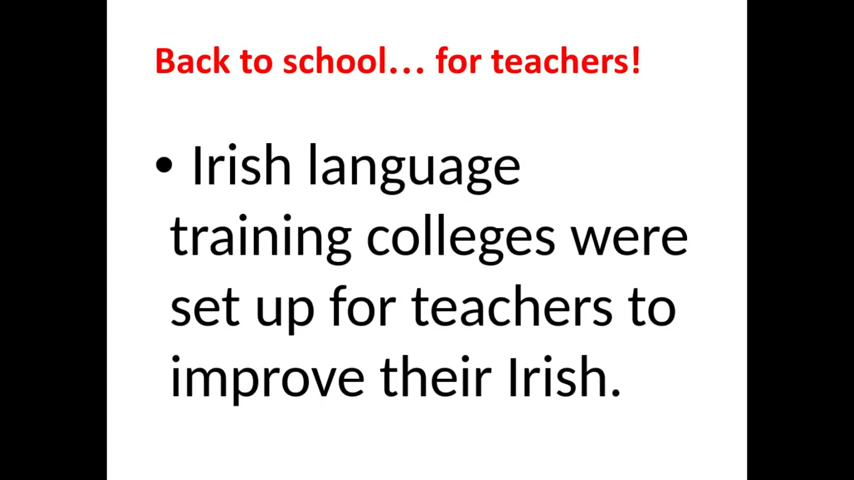 Back to school… for teachers!
• Irish language
training colleges were
set up for teachers to
improve their Irish.